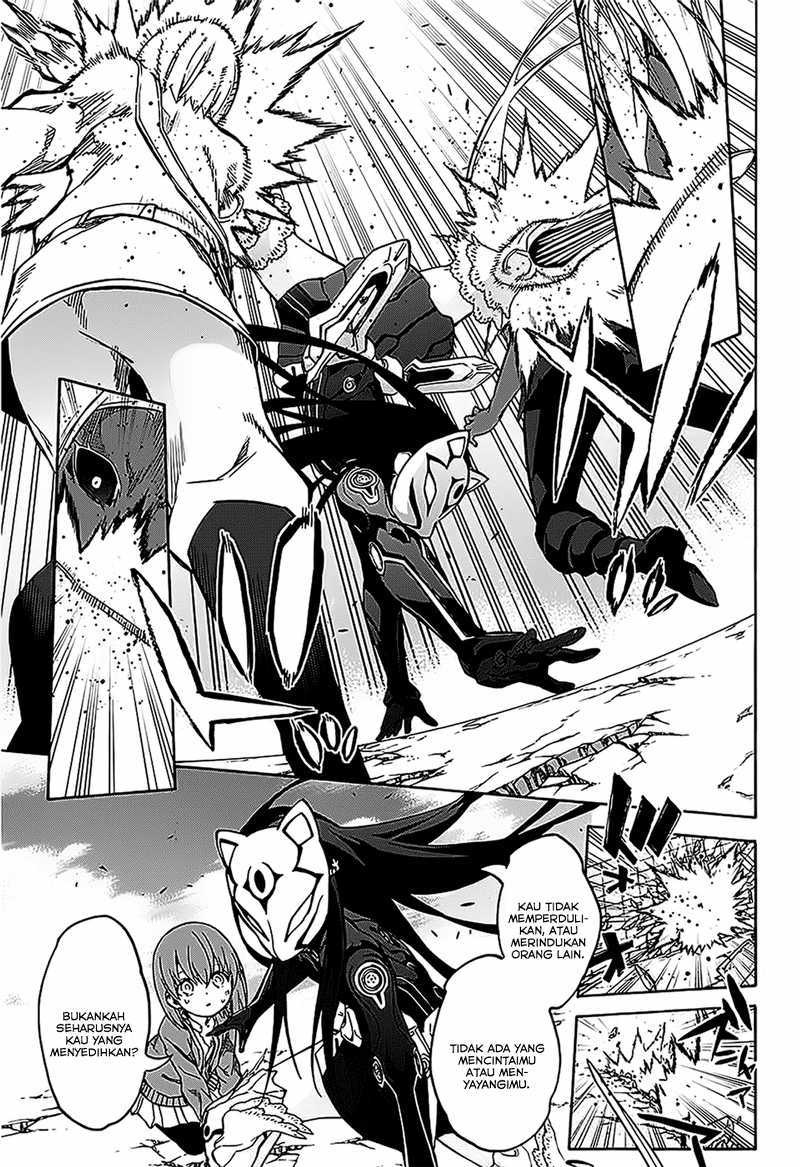 KAU TIDAK
MEMPERDULI-
KAN, ATAU
MERINDUKAN
ORANG LAIN.
TIDAK ADA YANG
MENCINTAIMU
ATAU MEN-
YAYANGIMU.
BUKANKAH
SEHARUSNYA
KAU YANG
MENYEDIHKAN?